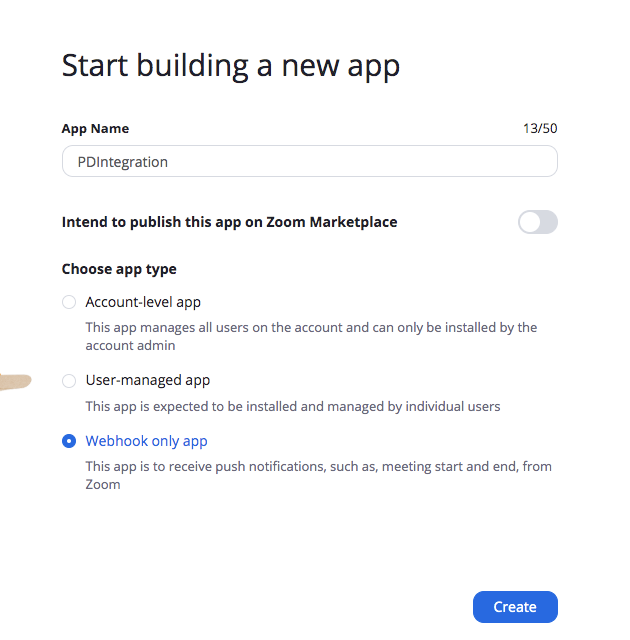 Start building a new app
App Name
13/50
PDIntegration
Intend to publish this app on Zoom Marketplace
Choose app type
Account-level app
This app manages all users on the account and can only be installed by the
account admin
User-managed app
This app is expected to be installed and managed by individual users
Webhook only app
This app is to receive push notifications, such as, meeting start and end, from
Zoom
Create